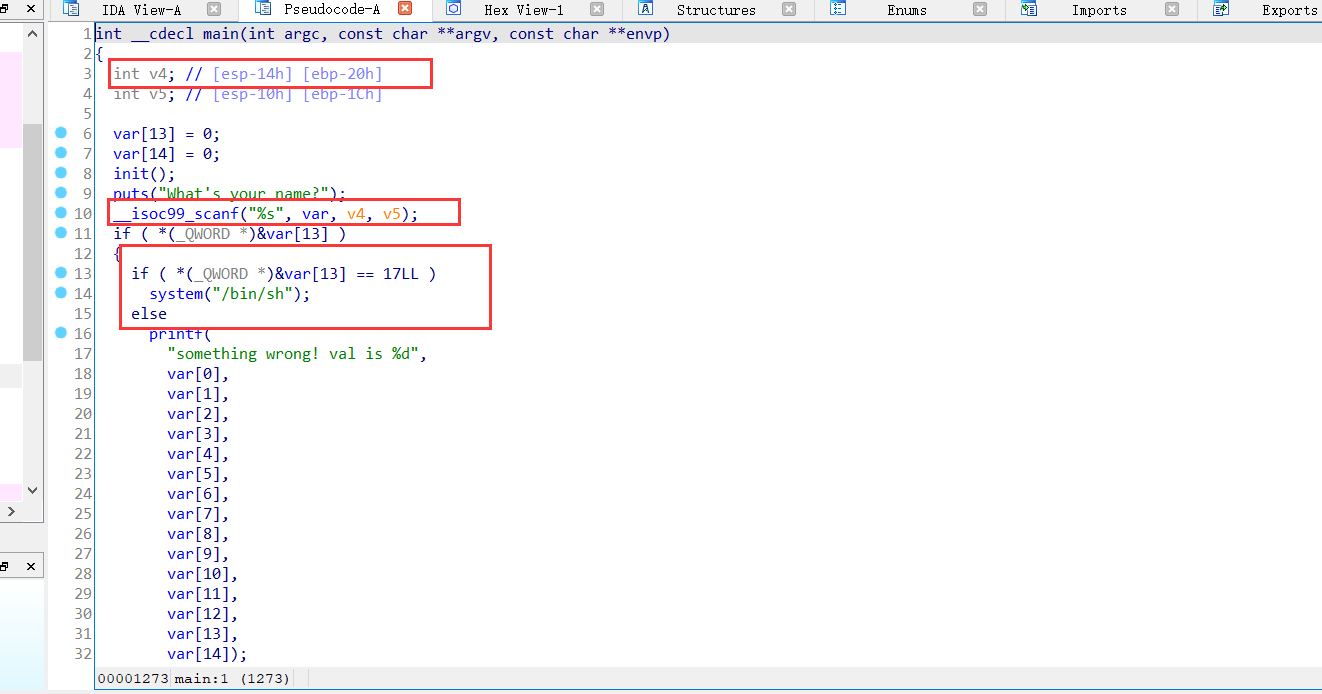 IDA View-A Pseudocode-A Hex View-1 Structures Enums Imports Exports
1 int __cdecl main(int argc, const char **argv, const char **envp)
2 {
3 int v4; // [esp-14h] [ebp-20h]
4 int v5; // [esp-10h] [ebp-1Ch]
5
6 var[13] = 0;
7 var[14] = 0;
8 init();
9 puts("What's your name?");
10 __isoc99_scanf("%s", var, v4, v5);
11 if ( *(_QWORD *)&var[13] )
12 {
13 if ( *(_QWORD *)&var[13] == 17LL )
14 system("/bin/sh");
15 else
16 printf(
17 "something wrong! val is %d",
18 var[0],
19 var[1],
20 var[2],
21 var[3],
22 var[4],
23 var[5],
24 var[6],
25 var[7],
26 var[8],
27 var[9],
28 var[10],
29 var[11],
30 var[12],
31 var[13],
32 var[14]);
00001273 main:1 (1273)